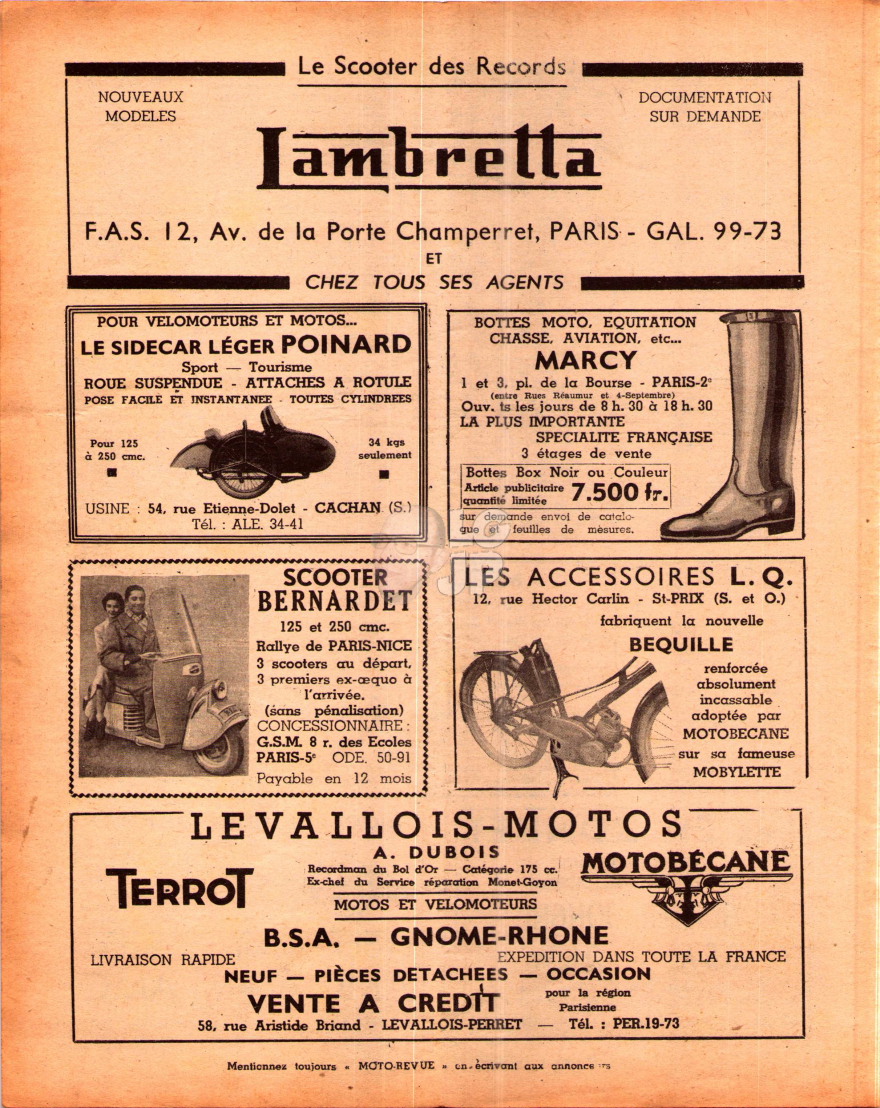 Le Scooter des Records
NOUVEAUX
MODELES
DOCUMENTATION
SUR DEMANDE
Lambretta
F.A.S. 12, Av. de la Porte Champerret, PARIS - GAL. 99-73
ET
CHEZ TOUS SES AGENTS
POUR VELOMOTEURS ET MOTOS...
LE SIDECAR LÉGER POINARD
Sport — Tourisme
ROUE SUSPENDUE - ATTACHES A ROTULE
POSE FACILE ET INSTANTANEE - TOUTES CYLINDREES
Pour 125
à 250 cmc.
34 kgs
seulement
USINE : 54, rue Etienne-Dolet - CACHAN (S.)
Tél. : ALE. 34-41
BOTTES MOTO, EQUITATION
CHASSE, AVIATION, etc...
MARCY
1 et 3, pl. de la Bourse - PARIS-2e
(entre Rues Réaumur et 4-Septembre)
Ouv. ts les jours de 8 h. 30 à 18 h. 30
LA PLUS IMPORTANTE
SPECIALITE FRANÇAISE
3 étages de vente
Bottes Box Noir ou Couleur
Article publicitaire
quantité limitée
7.500 fr.
sur demande envoi de catalo-
gue et feuilles de mèsures.
SCOOTER
BERNARDET
125 et 250 cmc.
Rallye de PARIS-NICE
3 scooters au départ,
3 premiers ex-æquo à
l'arrivée.
(sans pénalisation)
CONCESSIONNAIRE :
G.S.M. 8 r. des Ecoles
PARIS-5e ODE. 50-91
Payable en 12 mois
LES ACCESSOIRES L. Q.
12, rue Hector Carlin - St-PRIX (S. et O.)
fabriquent la nouvelle
BEQUILLE
renforcée
absolument
incassable
adoptée par
MOTOBECANE
sur sa fameuse
MOBYLETTE
LEVALLOIS-MOTOS
A. DUBOIS
Recordman du Bol d'Or — Catégorie 175 cc.
Ex-chef du Service réparation Monet-Goyon
TERROT
MOTOBÉCANE
MOTOS ET VELOMOTEURS
B.S.A. — GNOME-RHONE
LIVRAISON RAPIDE
EXPEDITION DANS TOUTE LA FRANCE
NEUF — PIÈCES DETACHEES — OCCASION
VENTE A CREDIT
pour la région
Parisienne
58, rue Aristide Briand - LEVALLOIS-PERRET — Tél. : PER.19-73
Mentionnez toujours « MOTO-REVUE » en écrivant aux